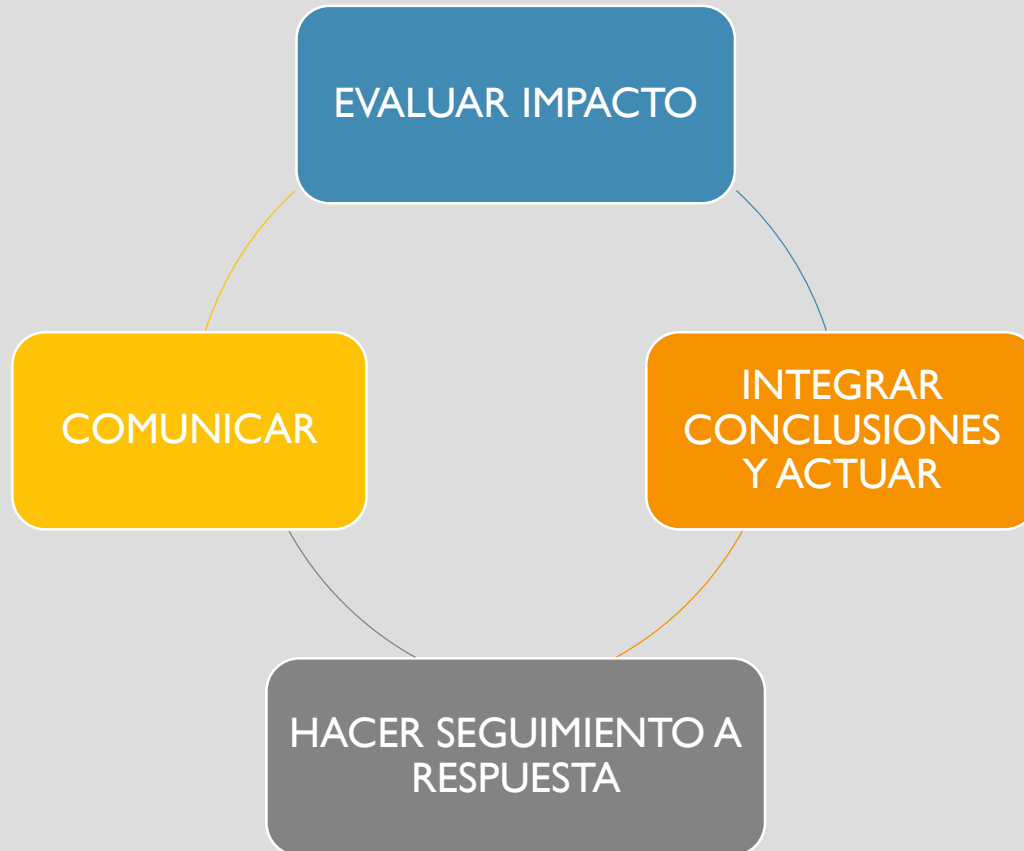 EVALUAR IMPACTO
INTEGRAR
CONCLUSIONES
Y ACTUAR
HACER SEGUIMIENTO A
RESPUESTA
COMUNICAR